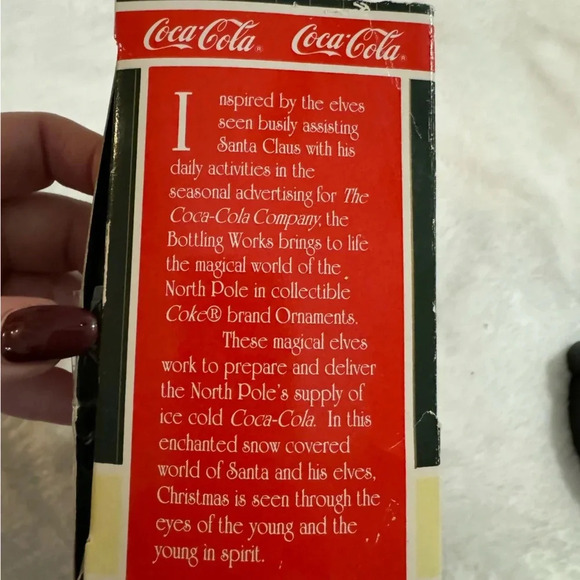 Coca-Cola® Coca-Cola®
Inspired by the elves
seen busily assisting
Santa Claus with his
daily activities in the
seasonal advertising for The
Coca-Cola Company, the
Bottling Works brings to life
the magical world of the
North Pole in collectible
Coke® brand Ornaments.
These magical elves
work to prepare and deliver
the North Pole's supply of
ice cold Coca-Cola. In this
enchanted snow covered
world of Santa and his elves,
Christmas is seen through the
eyes of the young and the
young in spirit.